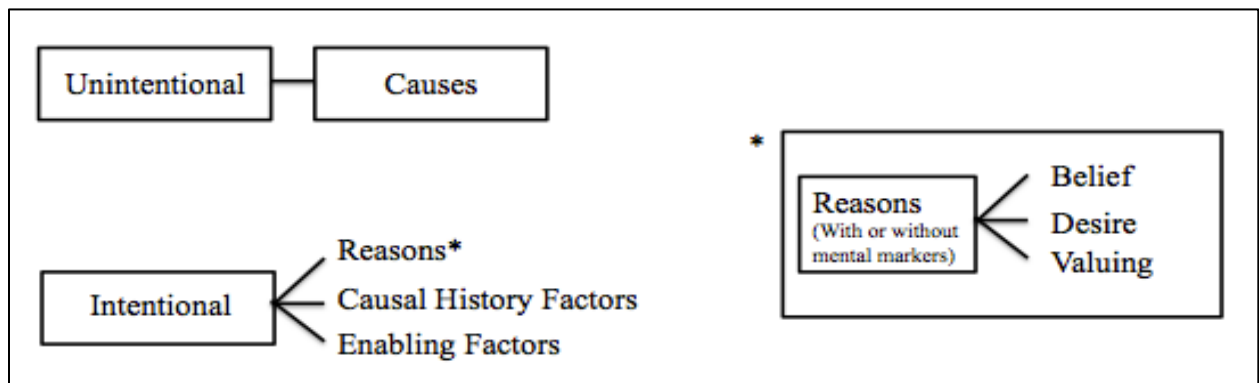 Unintentional
Causes
Intentional
Reasons*
Causal History Factors
Enabling Factors
*
Reasons
(With or without
mental markers)
Belief
Desire
Valuing